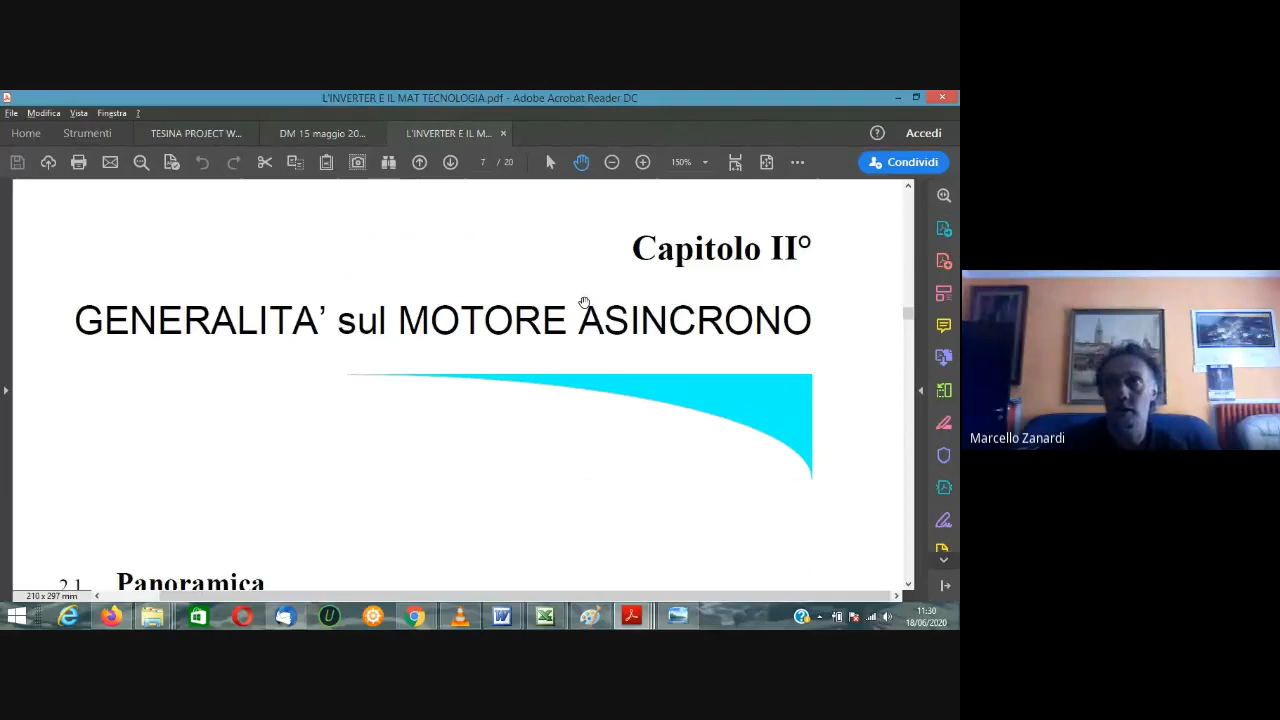 L'INVERTER E IL MAT TECNOLOGIA.pdf - Adobe Acrobat Reader DC
File Modifica Vista Finestra ?
Home Strumenti TESINA PROJECT W... DM 15 maggio 20... L'INVERTER E IL M... × Accedi
7 / 20 150% Condividi
Capitolo II°
GENERALITA’ sul MOTORE ASINCRONO
2.1 Panoramica
210 x 297 mm
11:30
18/06/2020
Marcello Zanardi